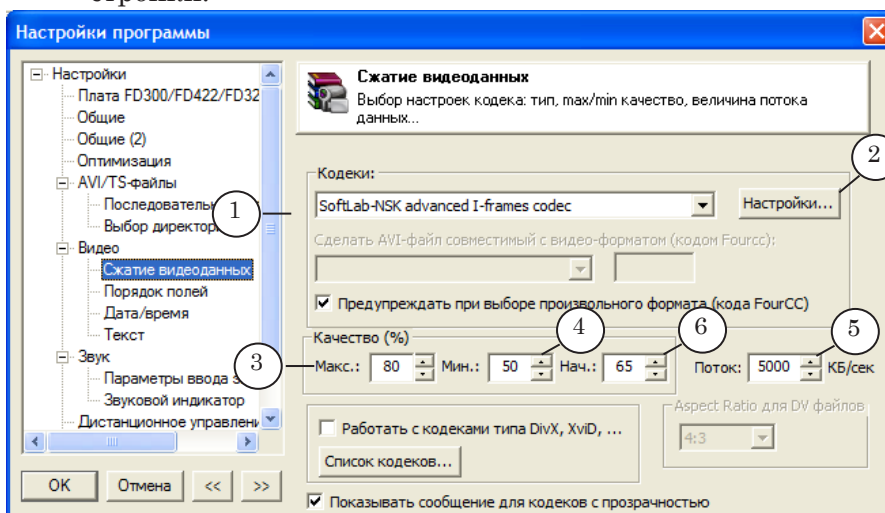 Настройки программы
Настройки
Плата FD300/FD422/FD32
Общие
Общие (2)
Оптимизация
AVI/TS-файлы
Выбор директор
Видео
Сжатие видеоданных
Порядок полей
Дата/время
Текст
Звук
Параметры ввода
Звуковой индикатор
Дистанционное управлени
OK
Отмена
<<
>>
Сжатие видеоданных
Выбор настроек кодека: тип, max/min качество, величина потока
данных...
1
2
Кодеки:
SoftLab-NSK advanced I-frames codec
Настройки...
Сделать AVI-файл совместимый с видео-форматом (кодом Fourcc):
Предупреждать при выборе произвольного формата (кода FourCC)
3
4
6
5
Качество (%)
Макс.: 80 Мин.: 50 Нач.: 65 Поток: 5000 КБ/сек
Работать с кодеками типа DivX, XviD, ...
Список кодеков...
Aspect Ratio для DV файлов
4:3
Показывать сообщение для кодеков с прозрачностью